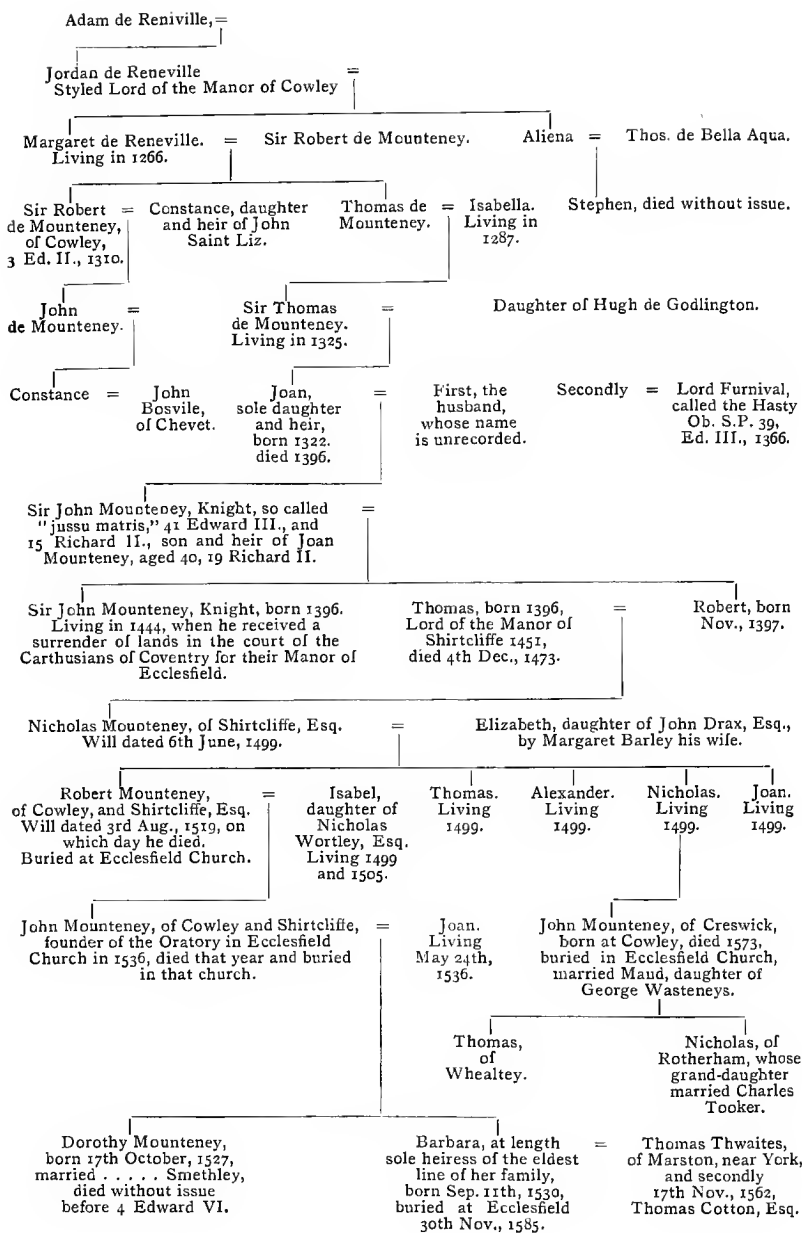 Adam de Reniville,=
Jordan de Reneville =
Styled Lord of the Manor of Cowley
Margaret de Reneville. = Sir Robert de Mounteney. Aliena = Thos. de Bella Aqua.
Living in 1266.
Sir Robert = Constance, daughter Thomas de = Isabella. Stephen, died without issue.
de Mounteney, and heir of John Mounteney. Living in
of Cowley, Saint Liz. 1287.
3 Ed. II., 1310.
John = Sir Thomas = Daughter of Hugh de Godlington.
de Mounteney. de Mounteney.
Living in 1325.
Constance = John Joan, = First, the Secondly = Lord Furnival,
Bosvile, sole daughter husband, called the Hasty
of Chevet. and heir, whose name Ob. S.P. 39,
born 1322. is unrecorded. Ed. III., 1366.
died 1396.
Sir John Mounteney, Knight, so called =
"jussu matris," 41 Edward III., and
15 Richard II., son and heir of Joan
Mounteney, aged 40, 19 Richard II.
Sir John Mounteney, Knight, born 1396. Thomas, born 1396, = Robert, born
Living in 1444, when he received a Lord of the Manor of Nov., 1397.
surrender of lands in the court of the Shirtcliffe 1451,
Carthusians of Coventry for their Manor of died 4th Dec., 1473.
Ecclesfield.
Nicholas Mounteney, of Shirtcliffe, Esq. = Elizabeth, daughter of John Drax, Esq.,
Will dated 6th June, 1499. by Margaret Barley his wife.
Robert Mounteney, = Isabel, Thomas. Alexander. Nicholas. Joan.
of Cowley, and Shirtcliffe, Esq. daughter of Living Living Living Living
Will dated 3rd Aug., 1519, on Nicholas 1499. 1499. 1499. 1499.
which day he died. Wortley, Esq.
Buried at Ecclesfield Church. Living 1499
and 1505.
John Mounteney, of Cowley and Shirtcliffe, = Joan. John Mounteney, of Creswick,
founder of the Oratory in Ecclesfield Living born at Cowley, died 1573,
Church in 1536, died that year and buried May 24th, buried in Ecclesfield Church,
in that church. 1536. married Maud, daughter of
George Wasteneys.
Thomas, Nicholas, of
of Rotherham, whose
Whealtey. grand-daughter
married Charles
Tooker.
Dorothy Mounteney, Barbara, at length = Thomas Thwaites,
born 17th October, 1527, sole heiress of the eldest of Marston, near York,
married ..... Smethley, line of her family, and secondly
died without issue born Sep. 11th, 1530, 17th Nov., 1562,
before 4 Edward VI. buried at Ecclesfield Thomas Cotton, Esq.
30th Nov., 1585.